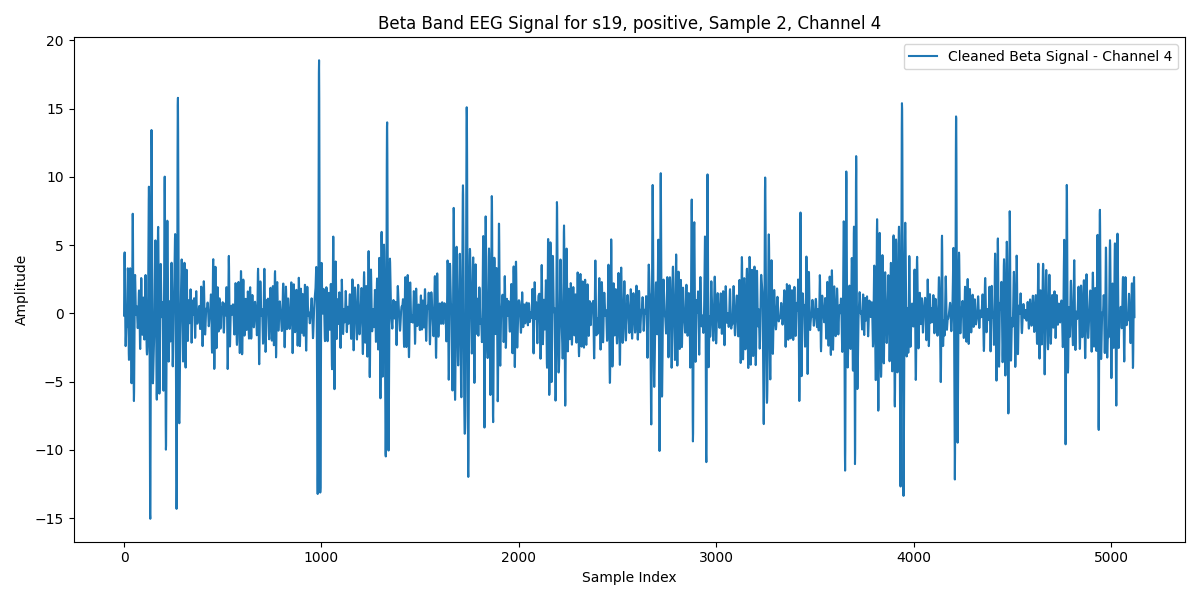 Beta Band EEG Signal for s19, positive, Sample 2, Channel 4
Cleaned Beta Signal - Channel 4
Amplitude
20
15
10
5
0
−5
−10
−15
0 1000 2000 3000 4000 5000
Sample Index